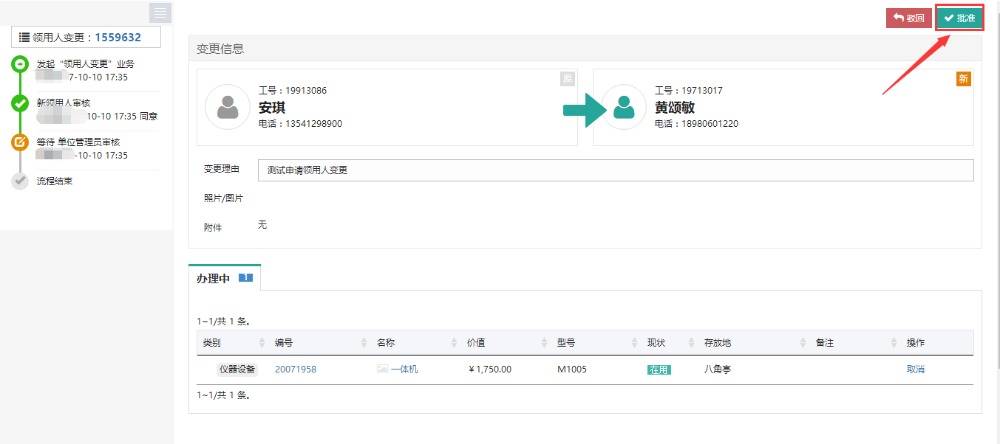 领用人变更：1559632
发起“领用人变更”业务
7-10-10 17:35
新领用人审核
10-10 17:35 同意
等待 单位管理员审核
-10-10 17:35
流程结束
驳回 批准
变更信息
原
工号：19913086
安琪
电话：13541298900
新
工号：19713017
黄颂敏
电话：18980601220
变更理由 测试申请领用人变更
照片/图片
附件 无
办理中 1
1~1/共 1 条。
类别 编号 名称 价值 型号 现状 存放地 备注 操作
仪器设备 20071958 一体机 ￥1,750.00 M1005 在用 八角亭 取消
1~1/共 1 条。